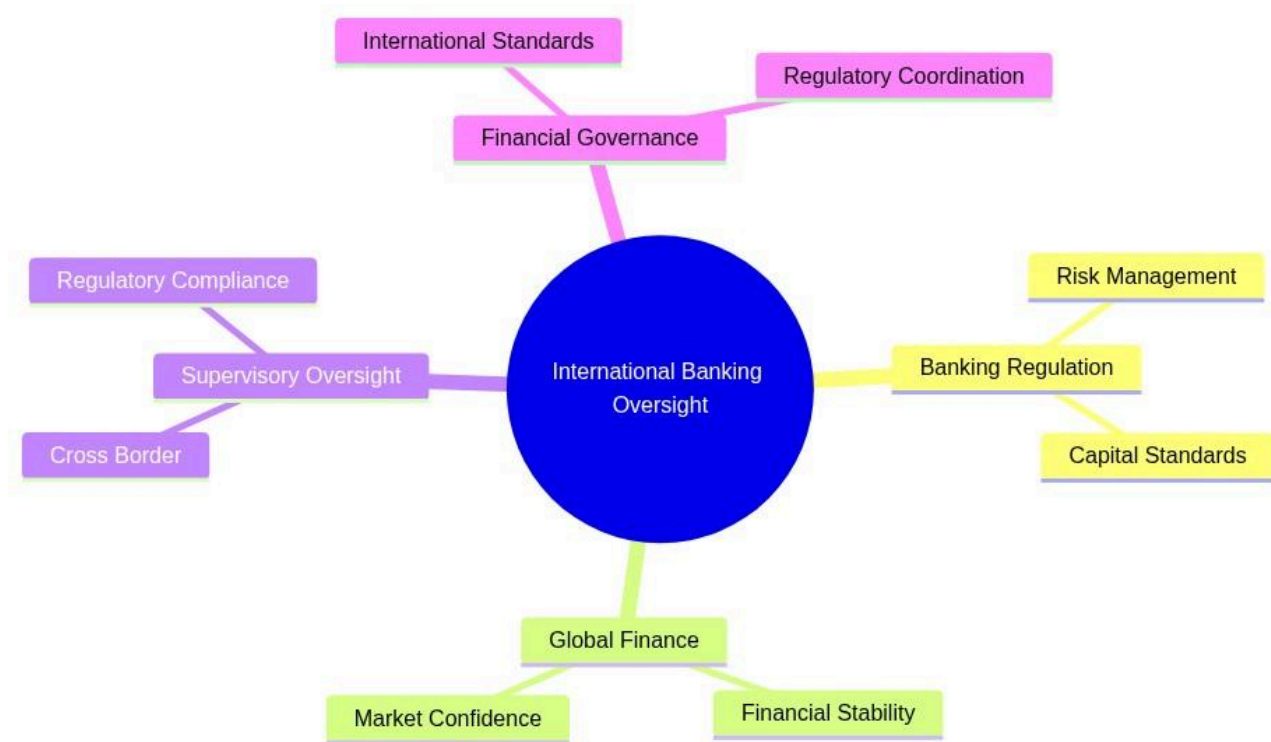 International Standards
Regulatory Coordination
Financial Governance
Regulatory Compliance
Risk Management
Supervisory Oversight
International Banking
Oversight
Banking Regulation
Cross Border
Capital Standards
Global Finance
Market Confidence
Financial Stability